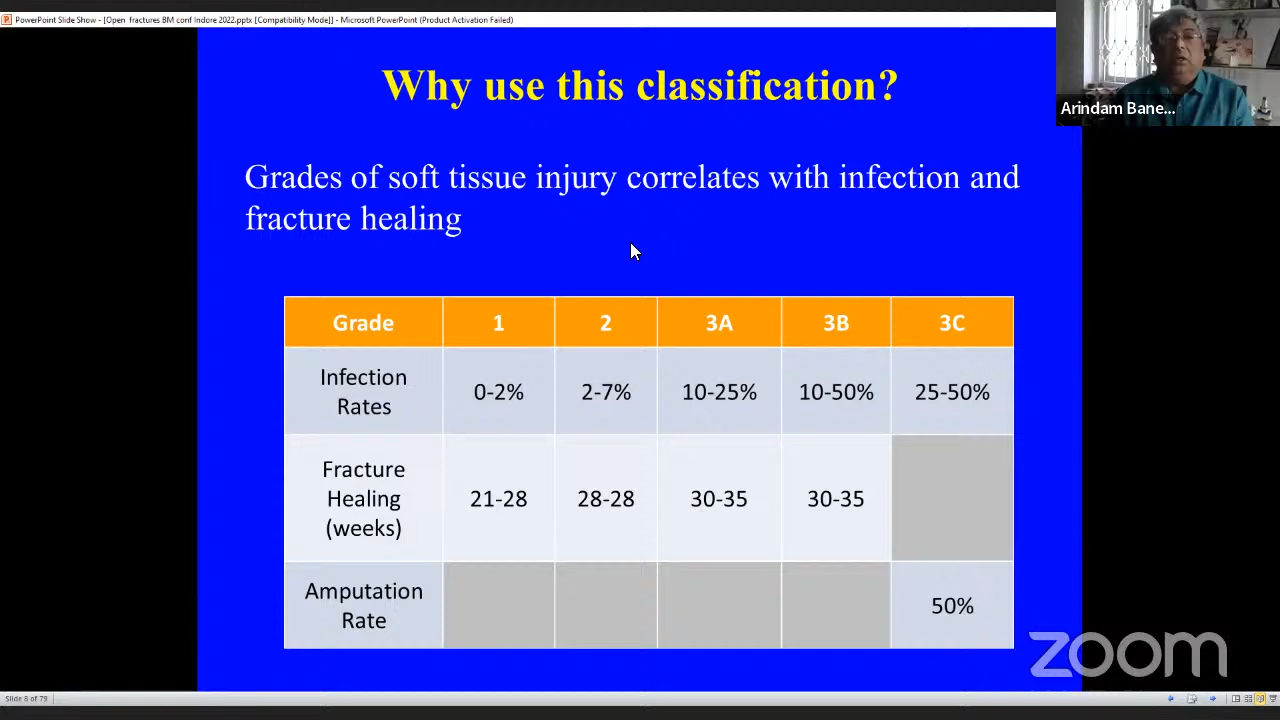 PowerPoint Slide Show - [Open fractures BM conf Indore 2022.pptx [Compatibility Mode]] - Microsoft PowerPoint (Product Activation Failed)
Arindam Bane...
Why use this classification?
Grades of soft tissue injury correlates with infection and
fracture healing
Grade 1 2 3A 3B 3C
Infection
Rates
0-2% 2-7% 10-25% 10-50% 25-50%
Fracture
Healing
(weeks)
21-28 28-28 30-35 30-35
Amputation
Rate
50%
zoom
Slide 8 of 79